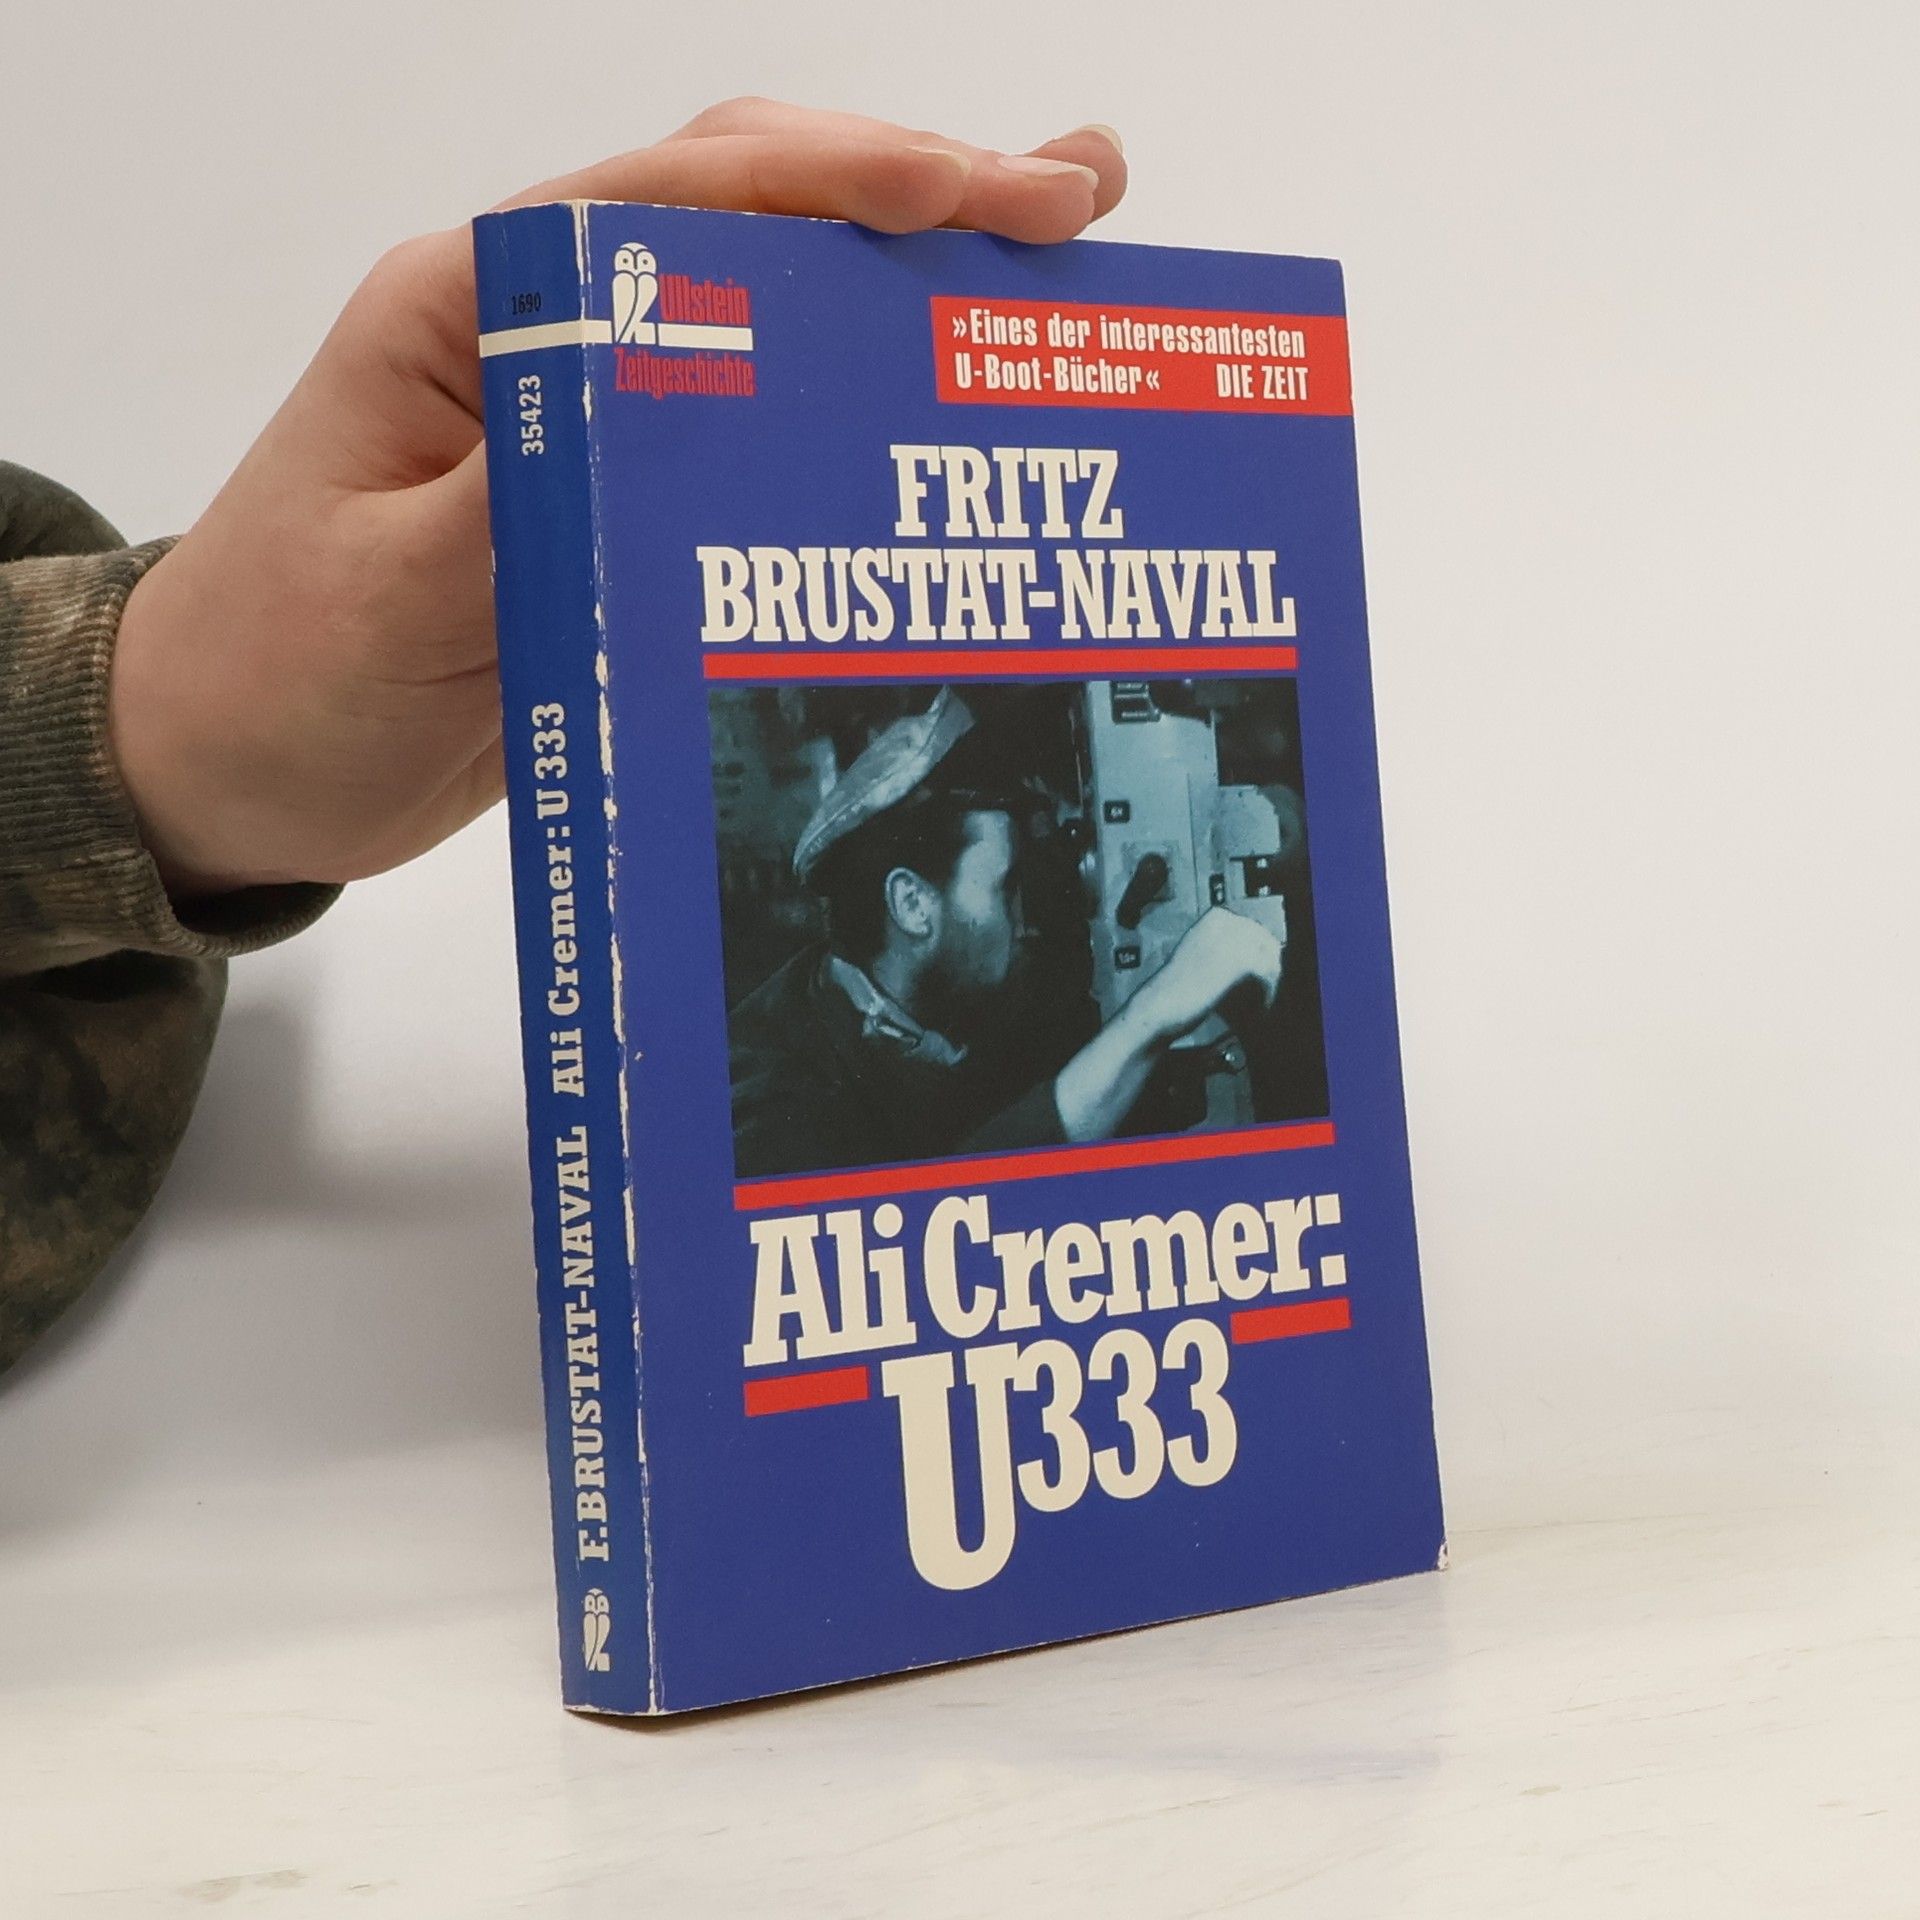 1690
35423
F. BRUSTAT-NAVAL Ali Cremer: U 333
Ullstein
Zeitgeschichte
»Eines der interessantesten
U-Boot-Bücher« DIE ZEIT
FRITZ
BRUSTAT-NAVAL
Ali Cremer:
U333